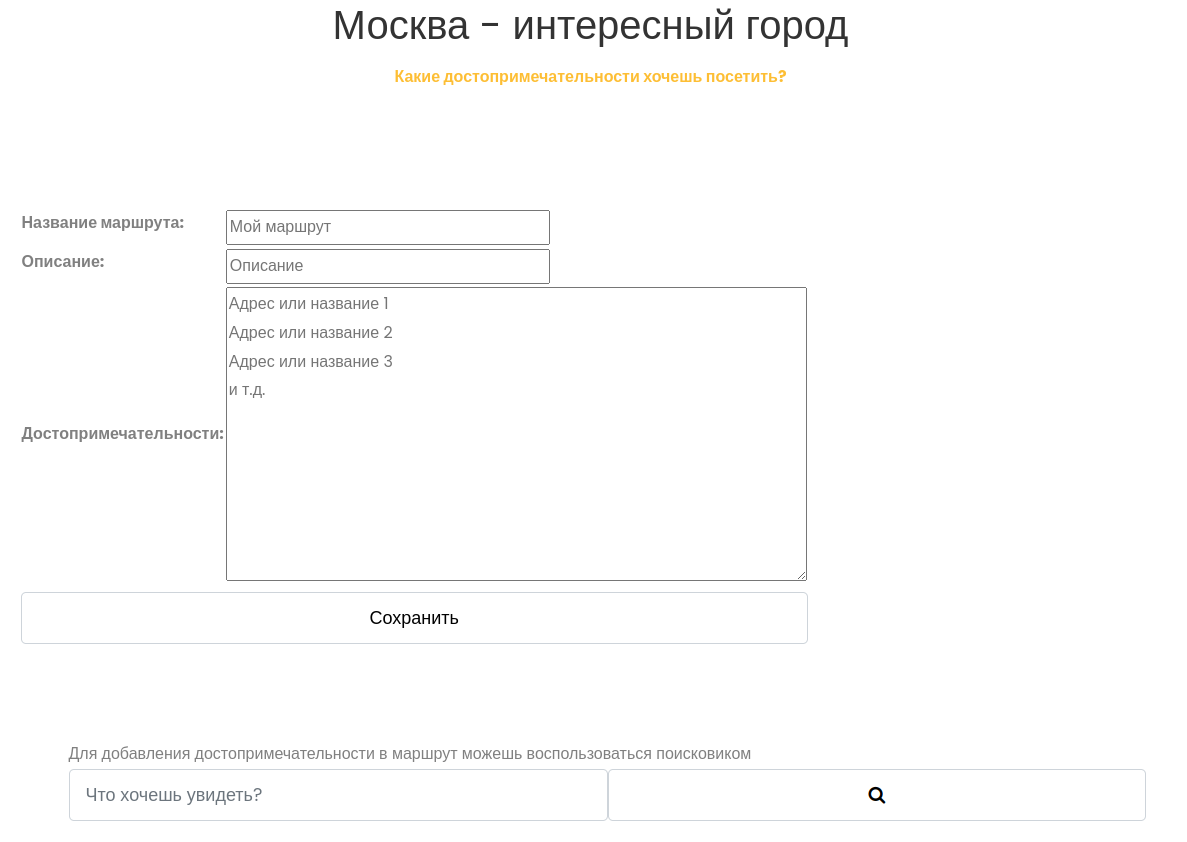 Москва - интересный город
Какие достопримечательности хочешь посетить?
Название маршрута: Мой маршрут
Описание: Описание
Адрес или название 1
Адрес или название 2
Адрес или название 3
и т.д.
Достопримечательности:
Сохранить
Для добавления достопримечательности в маршрут можешь воспользоваться поисковиком
Что хочешь увидеть?